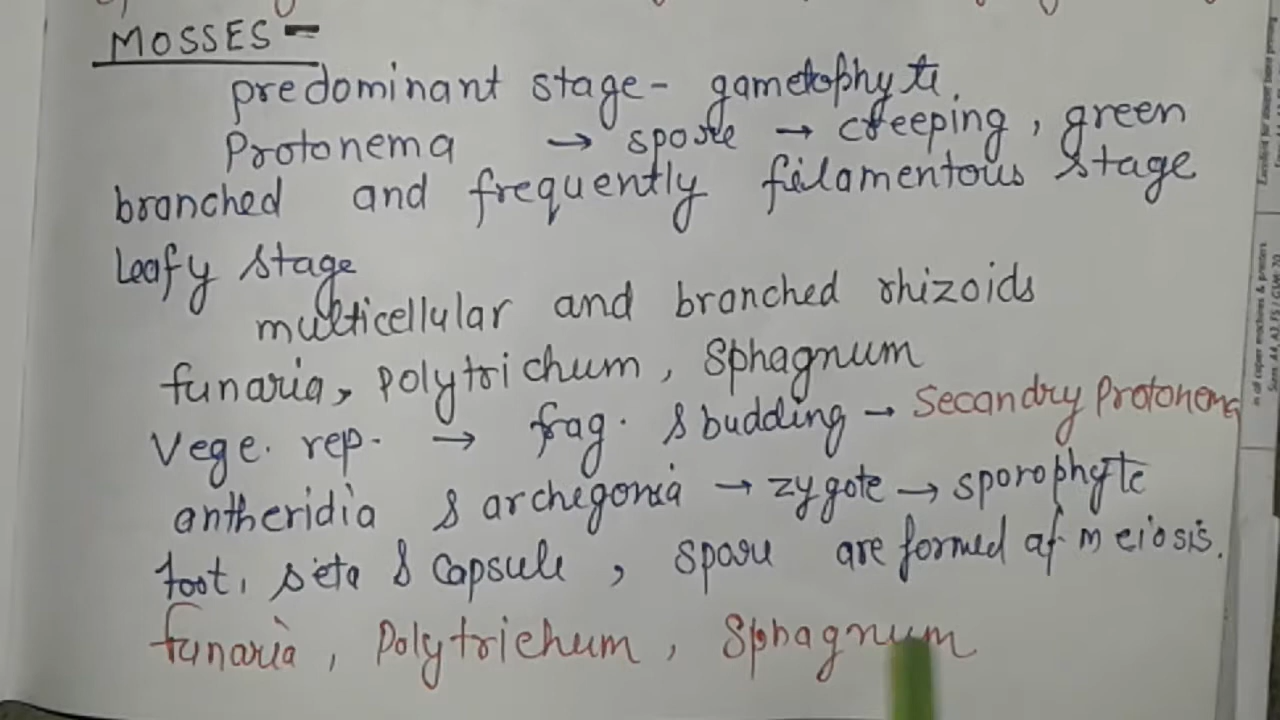 MOSSES -
predominant stage - gametophyte.
Protonema → spore → creeping, green
branched and frequently filamentous stage
Leafy stage
multicellular and branched rhizoids
funaria, Polytrichum, Sphagnum
Vege. rep. → frag. & budding → Secandry Protonema
antheridia & archegonia → zygote → sporophyte
foot, seta & capsule, spore are formed af meiosis.
funaria, Polytrichum, Sphagnum